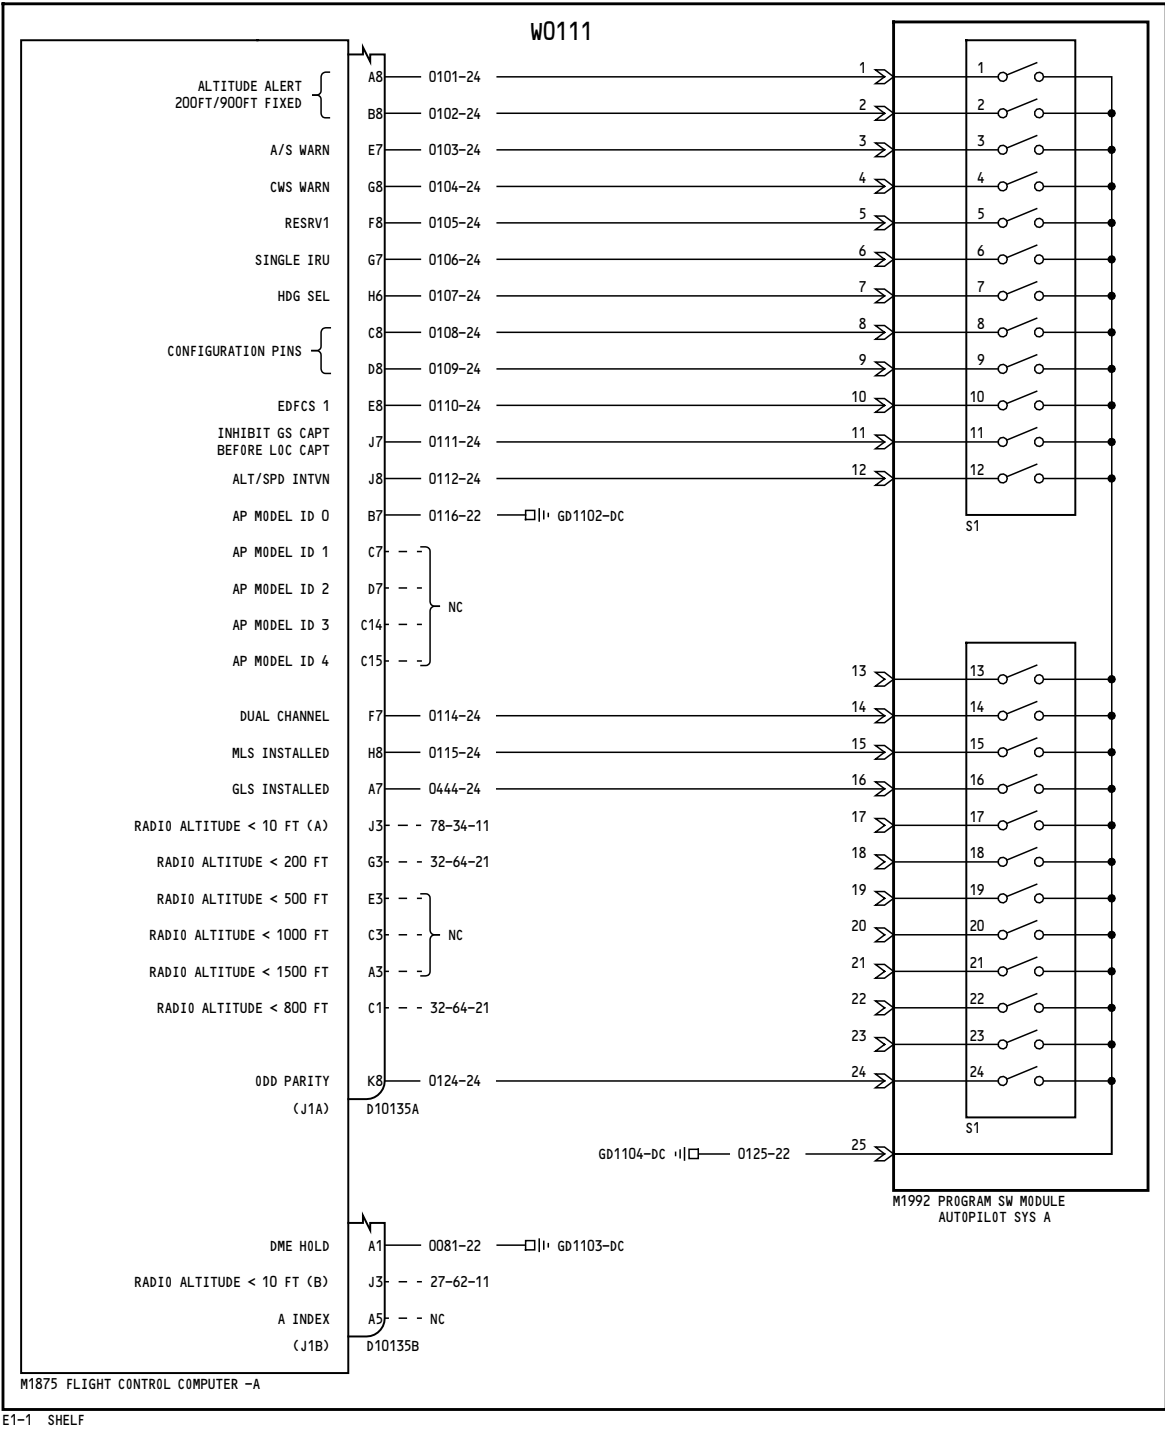 W0111
ALTITUDE ALERT
200FT/900FT FIXED
A8 0101-24 1 1
B8 0102-24 2 2
A/S WARN E7 0103-24 3 3
CWS WARN G8 0104-24 4 4
RESRV1 F8 0105-24 5 5
SINGLE IRU G7 0106-24 6 6
HDG SEL H6 0107-24 7 7
C8 0108-24 8 8
CONFIGURATION PINS
D8 0109-24 9 9
EDFCS 1 E8 0110-24 10 10
INHIBIT GS CAPT
BEFORE LOC CAPT
J7 0111-24 11 11
ALT/SPD INTVN J8 0112-24 12 12
AP MODEL ID 0 B7 0116-22 GD1102-DC
S1
AP MODEL ID 1 C7
AP MODEL ID 2 D7
NC
AP MODEL ID 3 C14
AP MODEL ID 4 C15
13 13
DUAL CHANNEL F7 0114-24 14 14
MLS INSTALLED H8 0115-24 15 15
GLS INSTALLED A7 0444-24 16 16
RADIO ALTITUDE < 10 FT (A) J3 78-34-11 17 17
RADIO ALTITUDE < 200 FT G3 32-64-21 18 18
RADIO ALTITUDE < 500 FT E3 19 19
RADIO ALTITUDE < 1000 FT C3 NC 20 20
RADIO ALTITUDE < 1500 FT A3 21 21
RADIO ALTITUDE < 800 FT C1 32-64-21 22 22
23 23
ODD PARITY K8 0124-24 24 24
(J1A) D10135A
S1
GD1104-DC 0125-22 25
M1992 PROGRAM SW MODULE
AUTOPILOT SYS A
DME HOLD A1 0081-22 GD1103-DC
RADIO ALTITUDE < 10 FT (B) J3 27-62-11
A INDEX A5 NC
(J1B) D10135B
M1875 FLIGHT CONTROL COMPUTER -A
E1-1 SHELF